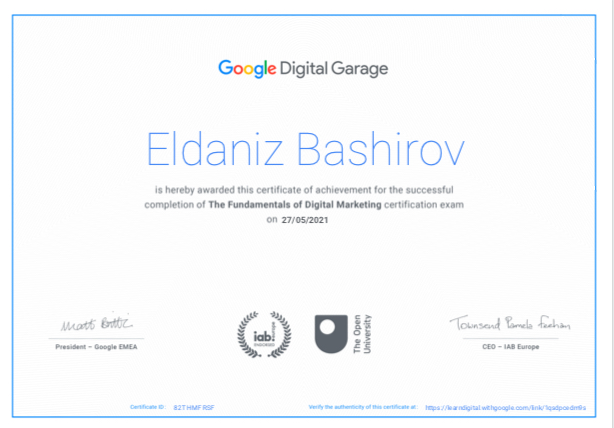 Google Digital Garage
Eldaniz Bashirov
is hereby awarded this certificate of achievement for the successful
completion of The Fundamentals of Digital Marketing certification exam
on 27/05/2021
Matt Brittin
President – Google EMEA
iab: europe
ENDORSED
The Open
University
Townsend Pamela Feehan
CEO – IAB Europe
Certificate ID: 82T HMF RSF
Verify the authenticity of this certificate at: https://learndigital.withgoogle.com/link/